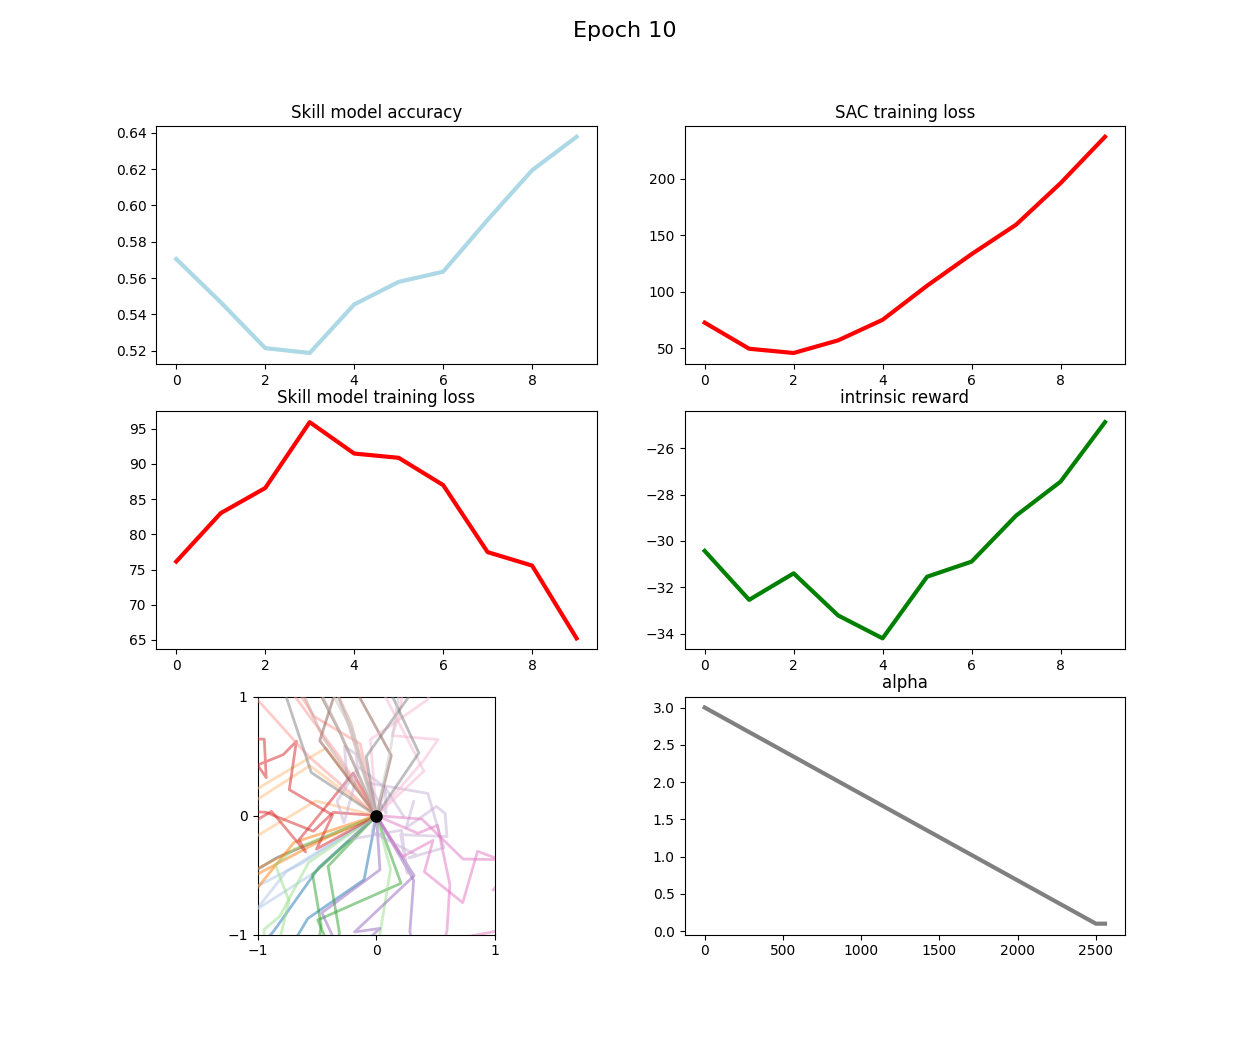 Epoch 10
Skill model accuracy
0.64
0.62
0.60
0.58
0.56
0.54
0.52
0 2 4 6 8
SAC training loss
200
150
100
50
0 2 4 6 8
Skill model training loss
95
90
85
80
75
70
65
0 2 4 6 8
intrinsic reward
−26
−28
−30
−32
−34
0 2 4 6 8
1
0
−1
−1 0 1
alpha
3.0
2.5
2.0
1.5
1.0
0.5
0.0
0 500 1000 1500 2000 2500